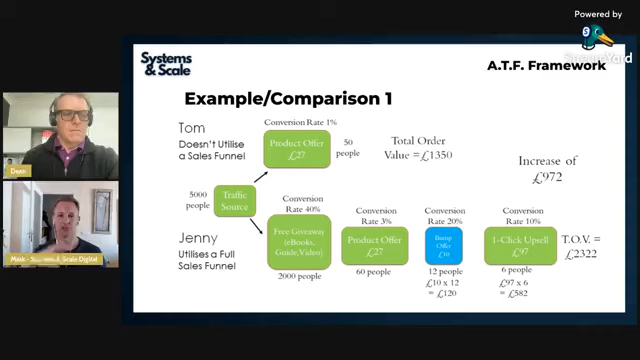 Powered by
StreamYard
Systems
& Scale
A.T.F. Framework
Example/Comparison 1
Conversion Rate 1%
Tom
Doesn't Utilise
a Sales Funnel
Product Offer
£27
50
people
Total Order
Value = £1350
Increase of
£972
5000
people
Traffic
Source
Conversion
Rate 40%
Conversion
Rate 3%
Conversion
Rate 20%
Conversion
Rate 10%
Jenny
Utilises a Full
Sales Funnel
Free Giveaway
(eBooks,
Guide,Video)
Product Offer
£27
Bump
Offer
£10
1-Click Upsell
£97
T.O.V. =
£2322
2000 people
60 people
12 people
£10 x 12
= £120
6 people
£97 x 6
= £582
Dean
Scale Digital